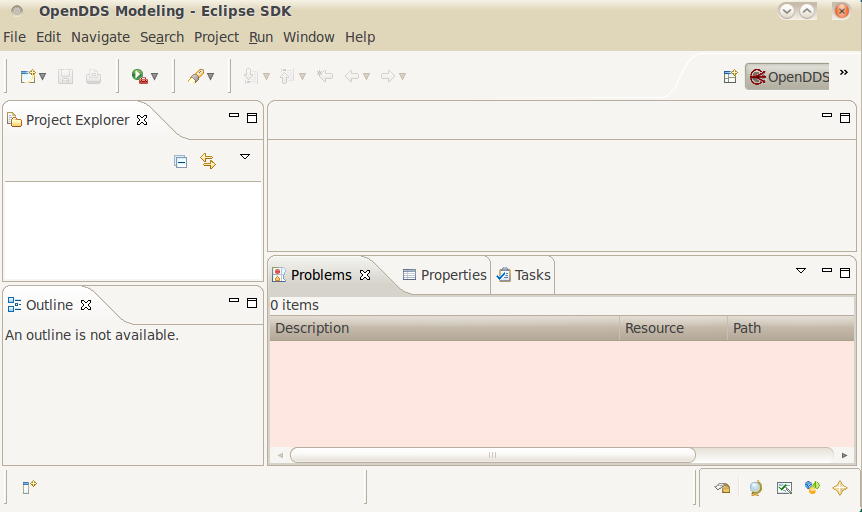 OpenDDS Modeling - Eclipse SDK
File Edit Navigate Search Project Run Window Help
OpenDDS
Project Explorer
Problems Properties Tasks
0 items
Description Resource Path
Outline
An outline is not available.